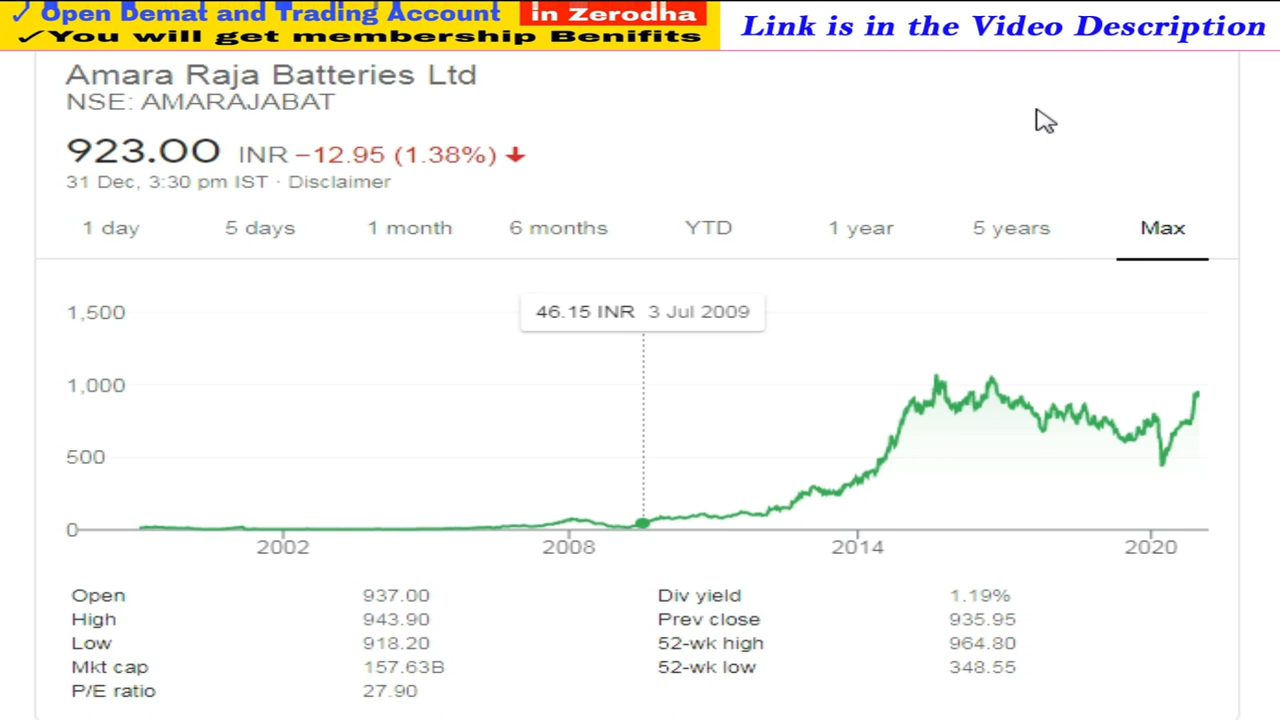 ✓ Open Demat and Trading Account in Zerodha
✓You will get membership Benifits
Link is in the Video Description
Amara Raja Batteries Ltd
NSE: AMARAJABAT
923.00 INR −12.95 (1.38%) ↓
31 Dec, 3:30 pm IST · Disclaimer
1 day 5 days 1 month 6 months YTD 1 year 5 years Max
46.15 INR 3 Jul 2009
1,500
1,000
500
0
2002 2008 2014 2020
Open 937.00 Div yield 1.19%
High 943.90 Prev close 935.95
Low 918.20 52-wk high 964.80
Mkt cap 157.63B 52-wk low 348.55
P/E ratio 27.90